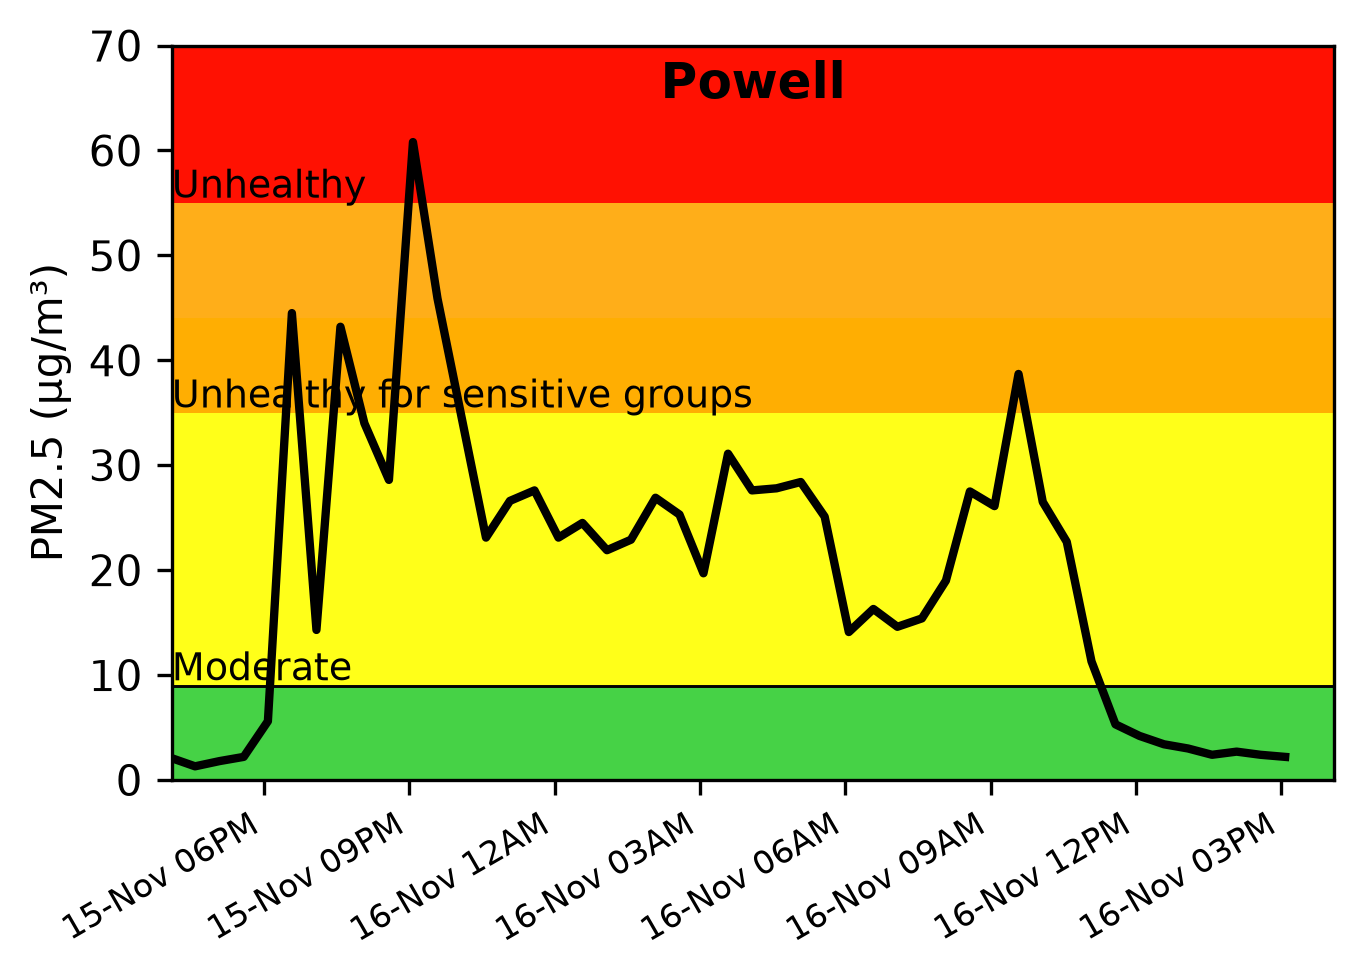 Powell
PM2.5 (µg/m³)
70
60
50
40
30
20
10
0
Unhealthy
Unhealthy for sensitive groups
Moderate
15-Nov 06PM
15-Nov 09PM
16-Nov 12AM
16-Nov 03AM
16-Nov 06AM
16-Nov 09AM
16-Nov 12PM
16-Nov 03PM